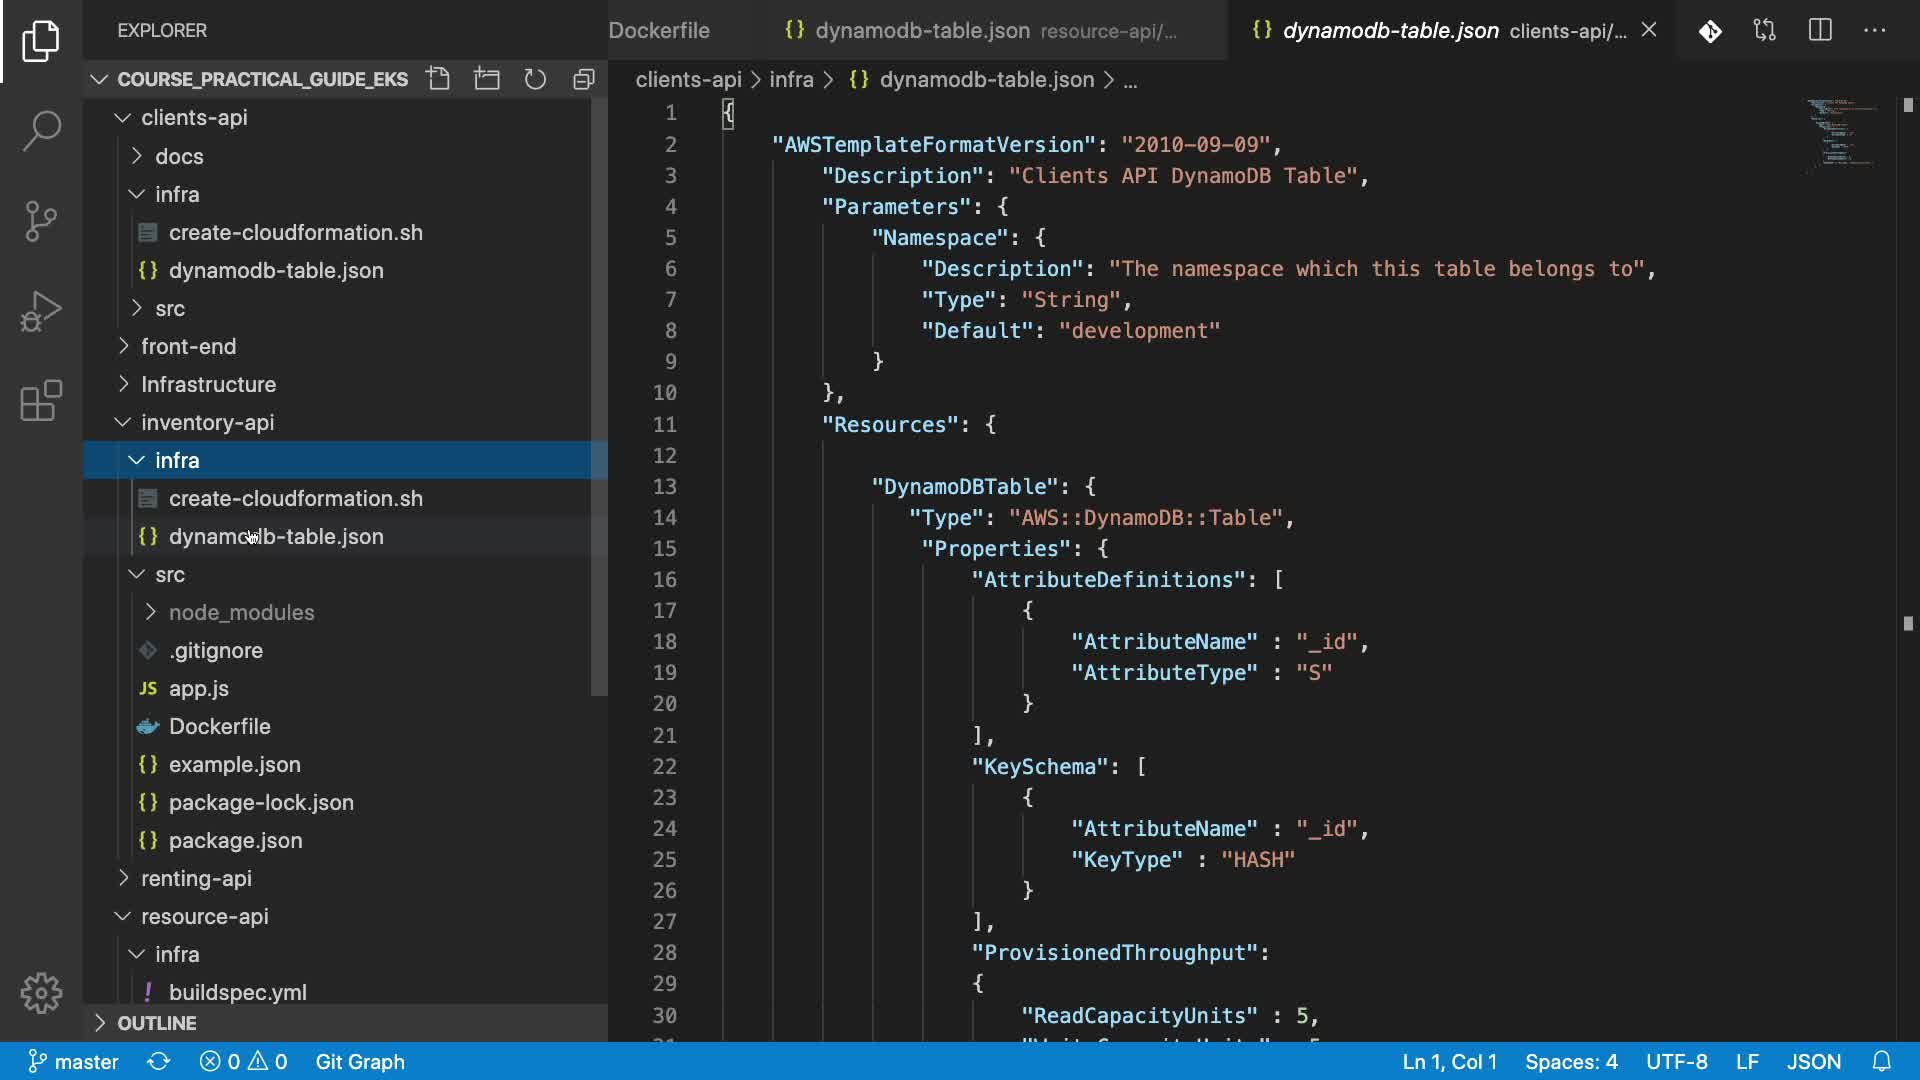 EXPLORER
COURSE_PRACTICAL_GUIDE_EKS
clients-api
docs
infra
create-cloudformation.sh
{} dynamodb-table.json
src
front-end
Infrastructure
inventory-api
infra
create-cloudformation.sh
{} dynamodb-table.json
src
node_modules
.gitignore
JS app.js
Dockerfile
{} example.json
{} package-lock.json
{} package.json
renting-api
resource-api
infra
! buildspec.yml
OUTLINE
Dockerfile
{} dynamodb-table.json resource-api/...
{} dynamodb-table.json clients-api/...
clients-api > infra > {} dynamodb-table.json > ...
1 {
2 "AWSTemplateFormatVersion": "2010-09-09",
3 "Description": "Clients API DynamoDB Table",
4 "Parameters": {
5 "Namespace": {
6 "Description": "The namespace which this table belongs to",
7 "Type": "String",
8 "Default": "development"
9 }
10 },
11 "Resources": {
12
13 "DynamoDBTable": {
14 "Type": "AWS::DynamoDB::Table",
15 "Properties": {
16 "AttributeDefinitions": [
17 {
18 "AttributeName" : "_id",
19 "AttributeType" : "S"
20 }
21 ],
22 "KeySchema": [
23 {
24 "AttributeName" : "_id",
25 "KeyType" : "HASH"
26 }
27 ],
28 "ProvisionedThroughput":
29 {
30 "ReadCapacityUnits" : 5,
master
0 0
Git Graph
Ln 1, Col 1
Spaces: 4
UTF-8
LF
JSON